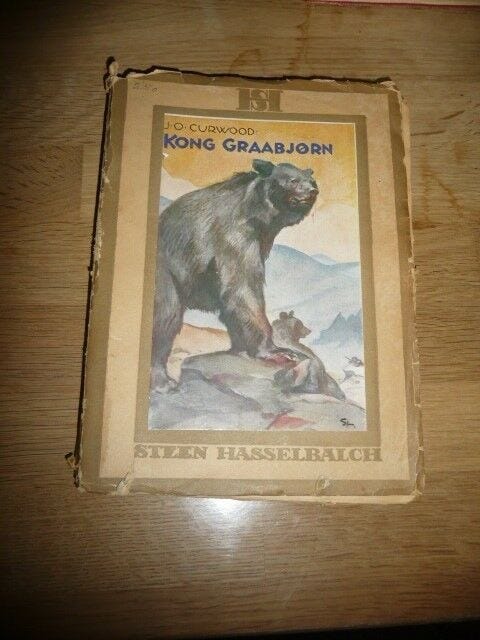 SH
J·O·CURWOOD·
KONG GRAABJØRN
STEEN HASSELBALCH